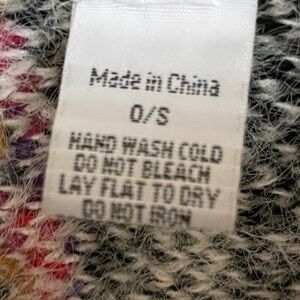 Made in China
O/S
HAND WASH COLD
DO NOT BLEACH
LAY FLAT TO DRY
DO NOT IRON